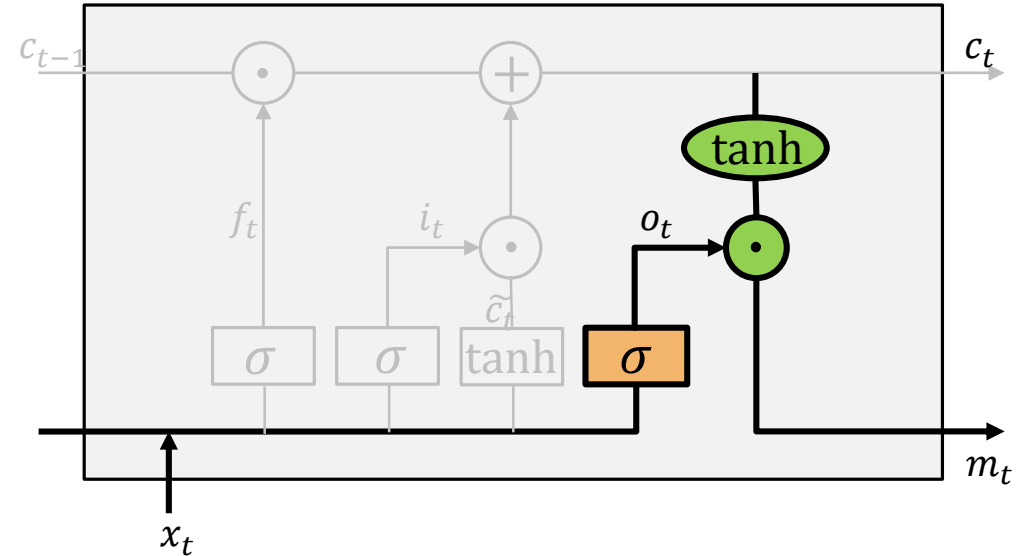 c_{t−1}
c_t
+
tanh
f_t
i_t
o_t
c̃_t
σ
σ
tanh
σ
m_t
x_t